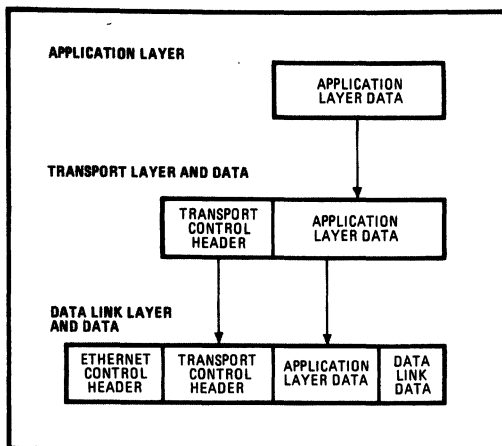 APPLICATION LAYER
APPLICATION
LAYER DATA
TRANSPORT LAYER AND DATA
TRANSPORT
CONTROL
HEADER
APPLICATION
LAYER DATA
DATA LINK LAYER
AND DATA
ETHERNET
CONTROL
HEADER
TRANSPORT
CONTROL
HEADER
APPLICATION
LAYER DATA
DATA
LINK
DATA